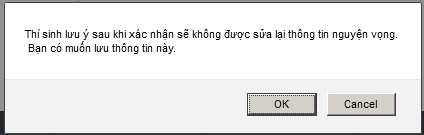 Thí sinh lưu ý sau khi xác nhận sẽ không được sửa lại thông tin nguyện vọng.
Bạn có muốn lưu thông tin này.
OK Cancel